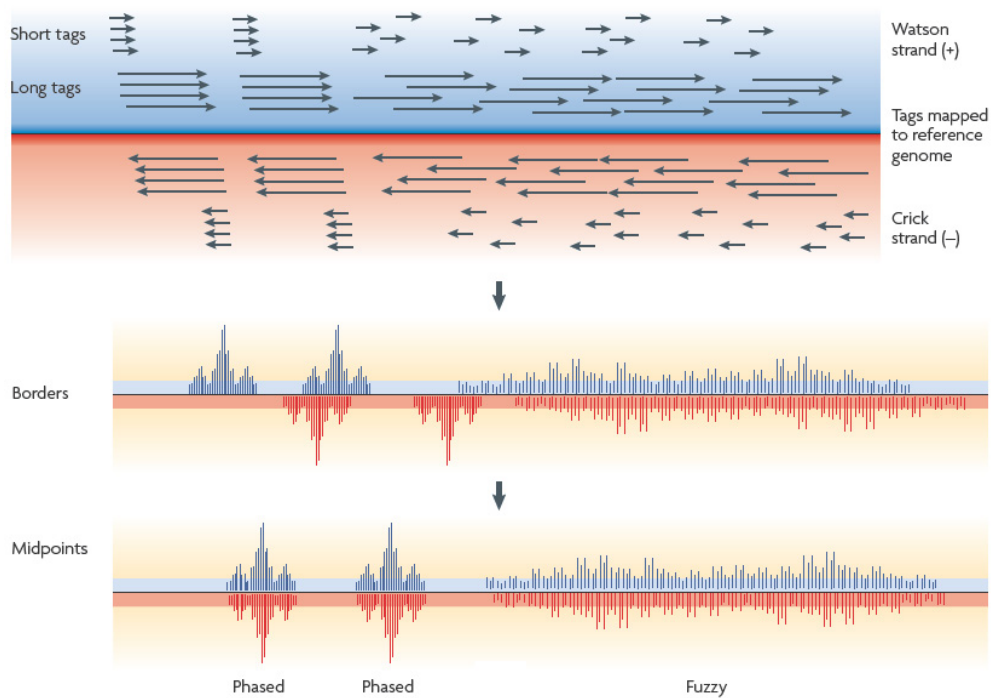 Short tags
Watson
strand (+)
Long tags
Tags mapped
to reference
genome
Crick
strand (–)
Borders
Midpoints
Phased
Phased
Fuzzy